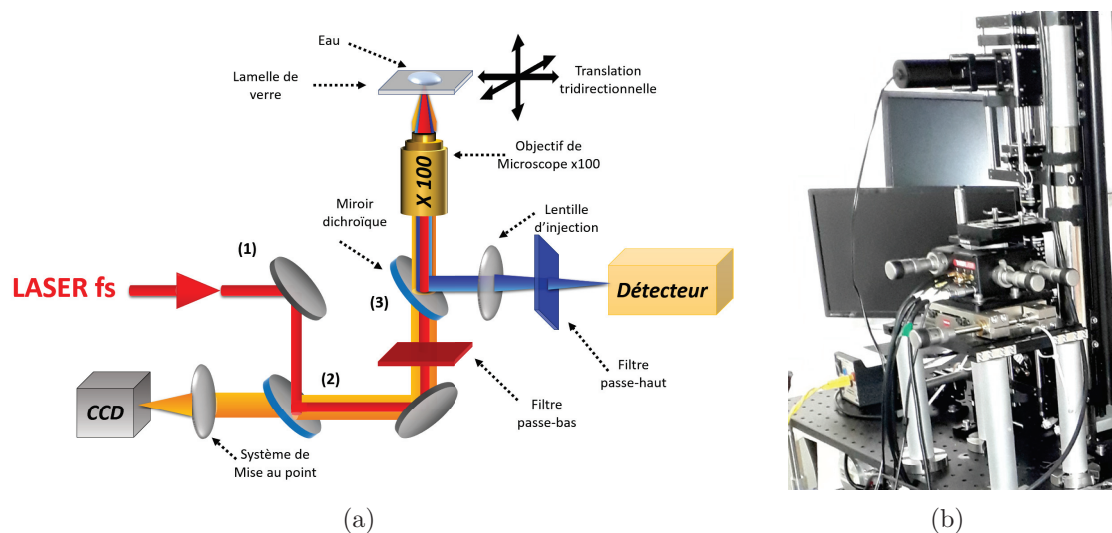 Eau
Lamelle de
verre
Translation
tridirectionnelle
Objectif de
Microscope x100
X 100
Miroir
dichroïque
Lentille
d'injection
(1)
LASER fs
(3)
Détecteur
(2)
Filtre
passe-haut
CCD
Filtre
passe-bas
Système de
Mise au point
(a)
(b)